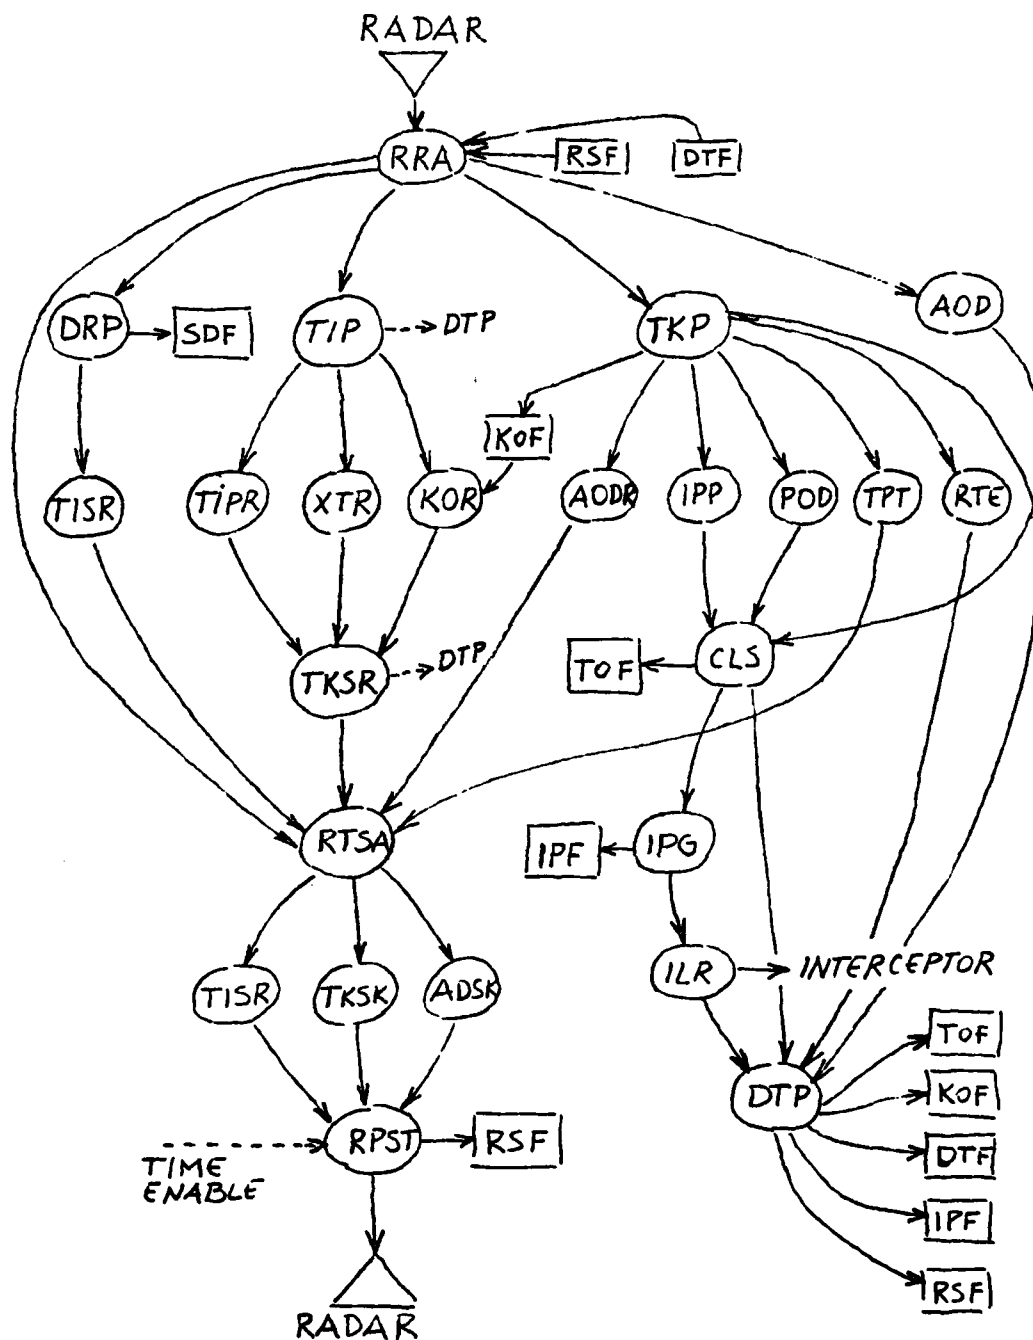 RADAR
RRA
RSF
DTF
DRP
SDF
TIP
DTP
TKP
AOD
KOF
TISR
TIPR
XTR
KOR
AODR
IPP
POD
TPT
RTE
TKSR
DTP
TOF
CLS
RTSA
IPF
IPG
TISR
TKSK
ADSK
ILR
INTERCEPTOR
TOF
DTP
KOF
TIME
ENABLE
RPST
RSF
DTF
IPF
RSF
RADAR